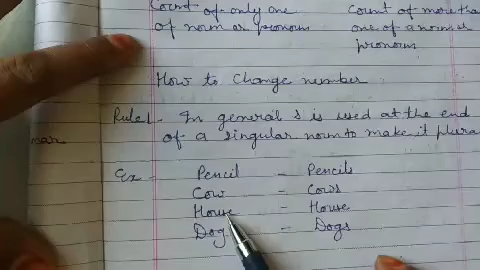 Count of only one Count of more tha
of noun or pronoun one of a noun or
pronoun
How to Change number
Rule1- In general s is used at the end
of a singular noun to make it plura
Ex - Pencil - Pencils
Cow - Cows
House - House
Dog - Dogs